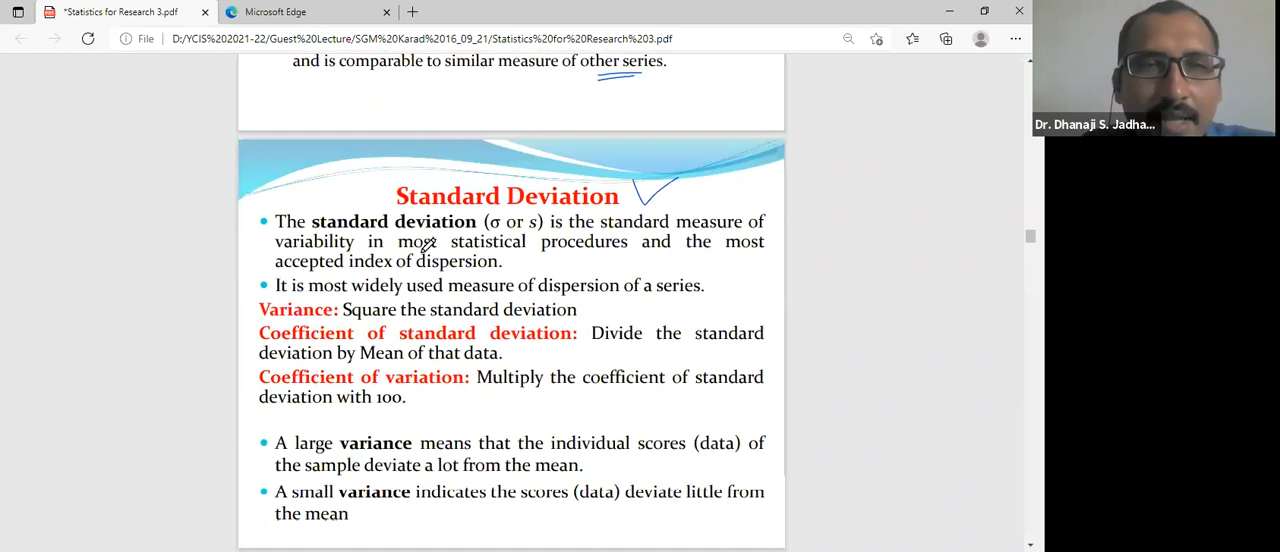 *Statistics for Research 3.pdf
Microsoft Edge
File
D:/YCIS%202021-22/Guest%20Lecture/SGM%20Karad%2016_09_21/Statistics%20for%20Research%203.pdf
and is comparable to similar measure of other series.
Dr. Dhanaji S. Jadha...
Standard Deviation
• The standard deviation (σ or s) is the standard measure of
variability in most statistical procedures and the most
accepted index of dispersion.
• It is most widely used measure of dispersion of a series.
Variance: Square the standard deviation
Coefficient of standard deviation: Divide the standard
deviation by Mean of that data.
Coefficient of variation: Multiply the coefficient of standard
deviation with 100.
• A large variance means that the individual scores (data) of
the sample deviate a lot from the mean.
• A small variance indicates the scores (data) deviate little from
the mean